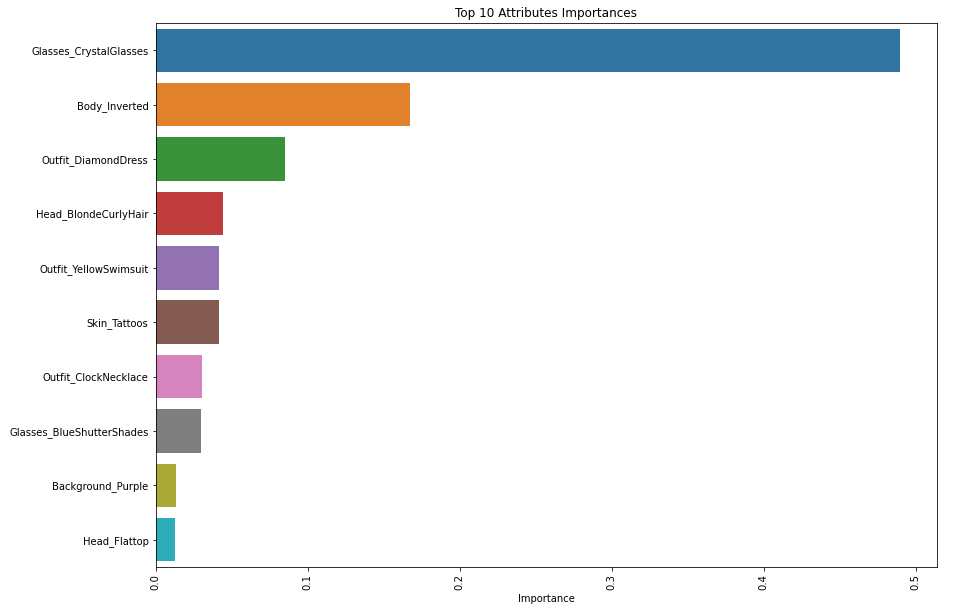 Top 10 Attributes Importances
Glasses_CrystalGlasses
Body_Inverted
Outfit_DiamondDress
Head_BlondeCurlyHair
Outfit_YellowSwimsuit
Skin_Tattoos
Outfit_ClockNecklace
Glasses_BlueShutterShades
Background_Purple
Head_Flattop
0.0 0.1 0.2 0.3 0.4 0.5
Importance